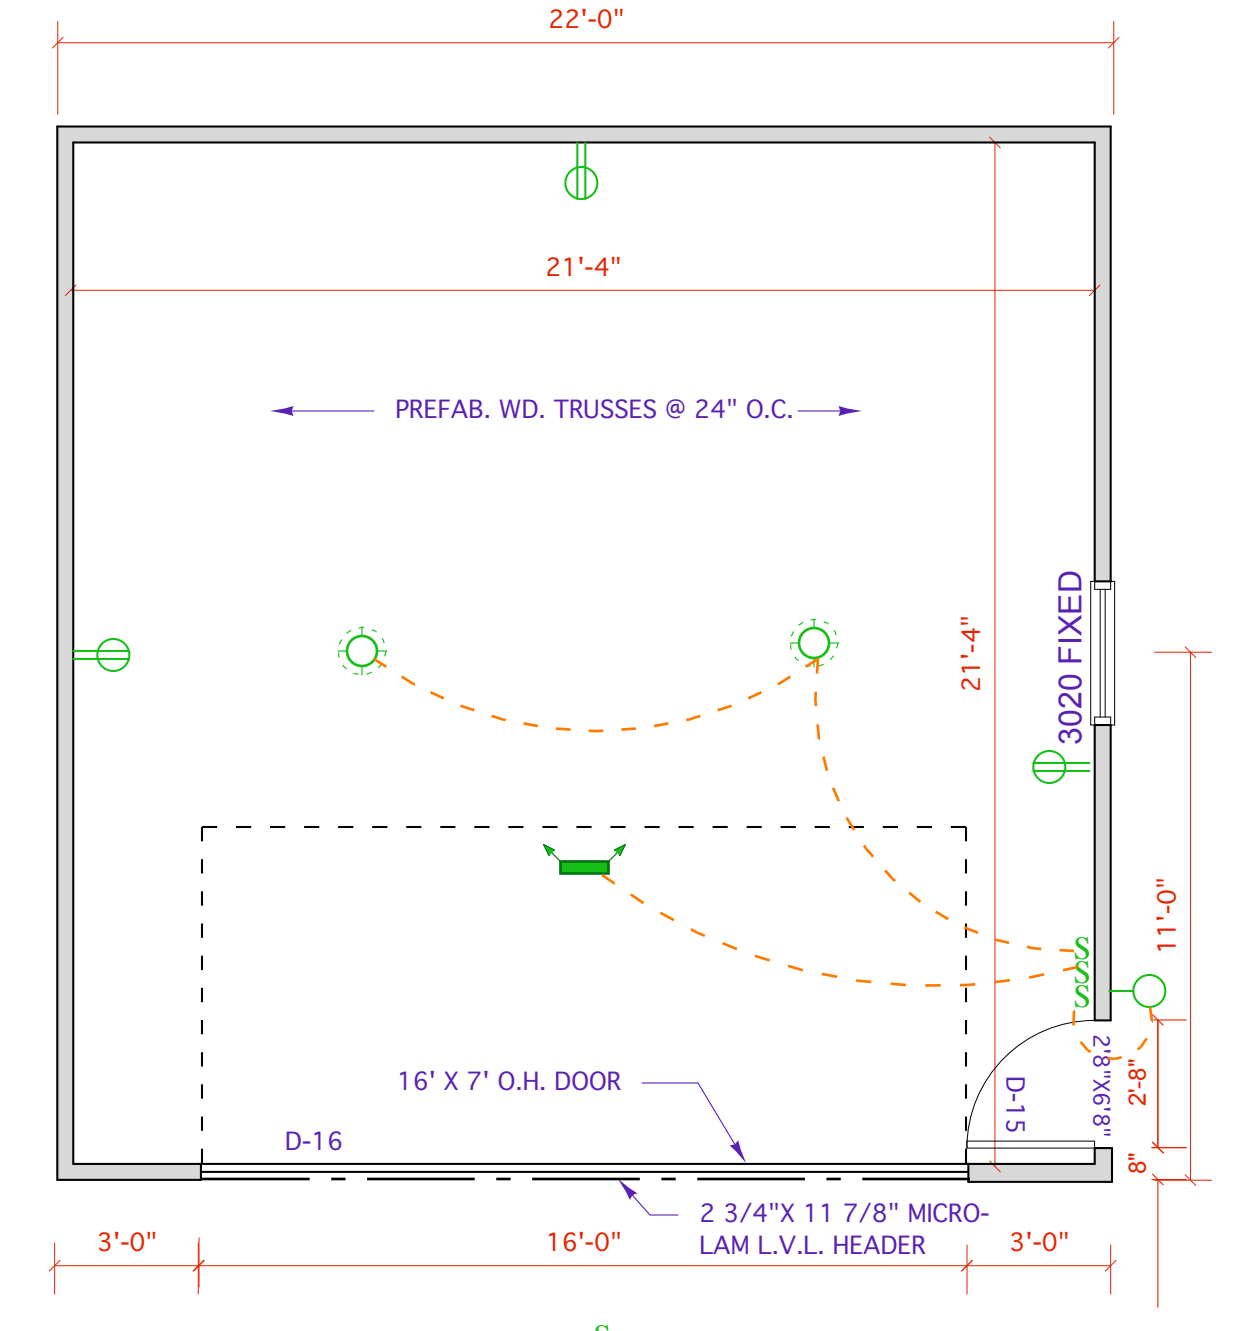 22'-0"
21'-4"
PREFAB. WD. TRUSSES @ 24" O.C.
21'-4"
3020 FIXED
11'-0"
S
S
S
2'8"X6'8"
2'-8"
D-15
16' X 7' O.H. DOOR
D-16
8"
2 3/4"X 11 7/8" MICRO-
LAM L.V.L. HEADER
3'-0"
16'-0"
3'-0"
S